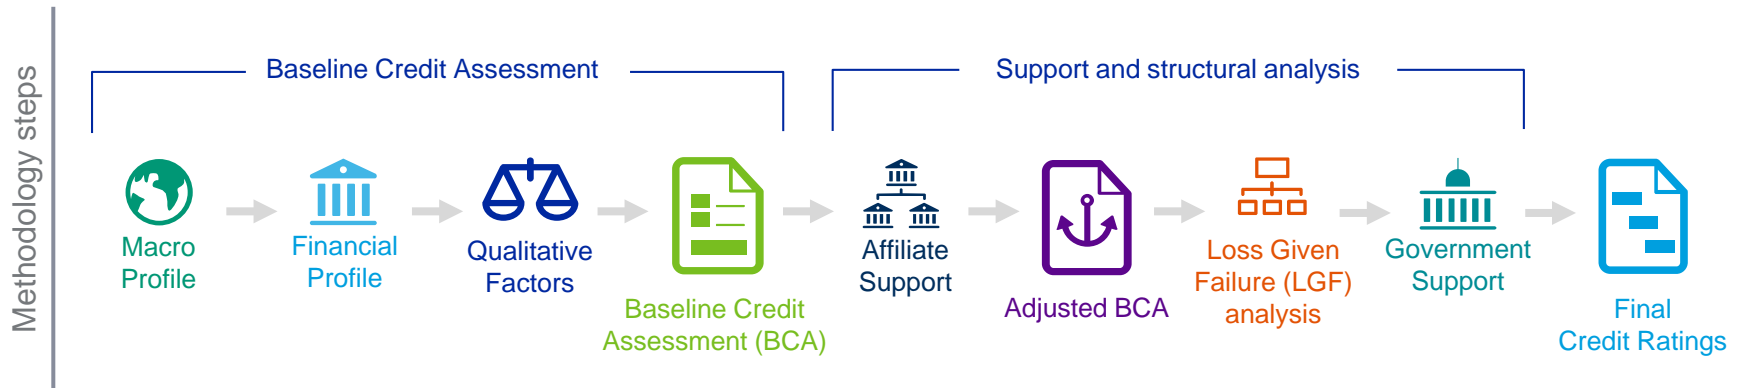 Methodology steps
Baseline Credit Assessment
Support and structural analysis
Macro
Profile
Financial
Profile
Qualitative
Factors
Baseline Credit
Assessment (BCA)
Affiliate
Support
Adjusted BCA
Loss Given
Failure (LGF)
analysis
Government
Support
Final
Credit Ratings